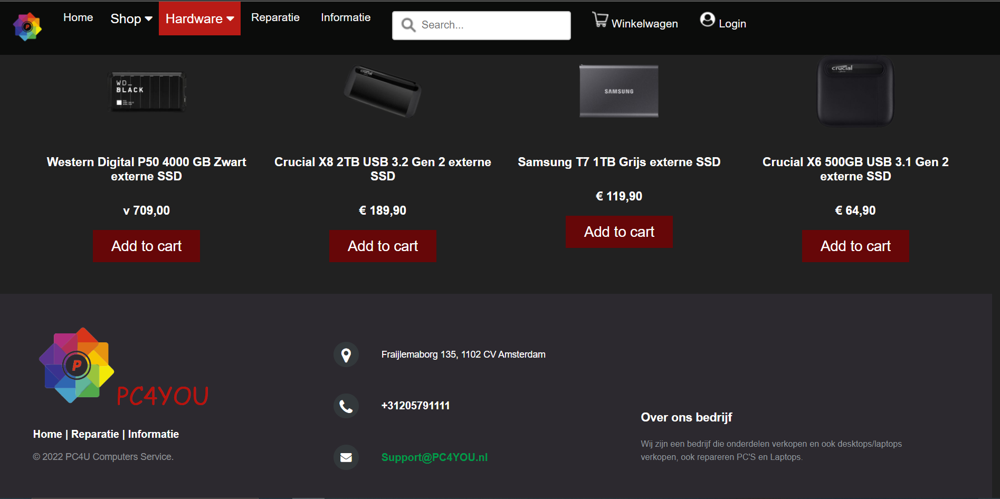 P
Home
Shop
Hardware
Reparatie
Informatie
Search...
Winkelwagen
Login
WD_
BLACK
crucial
SAMSUNG
crucial
Western Digital P50 4000 GB Zwart
externe SSD
v 709,00
Add to cart
Crucial X8 2TB USB 3.2 Gen 2 externe
SSD
€ 189,90
Add to cart
Samsung T7 1TB Grijs externe SSD
€ 119,90
Add to cart
Crucial X6 500GB USB 3.1 Gen 2
externe SSD
€ 64,90
Add to cart
P
PC4YOU
Home | Reparatie | Informatie
© 2022 PC4U Computers Service.
Fraijlemaborg 135, 1102 CV Amsterdam
+31205791111
Support@PC4YOU.nl
Over ons bedrijf
Wij zijn een bedrijf die onderdelen verkopen en ook desktops/laptops
verkopen, ook repareren PC'S en Laptops.